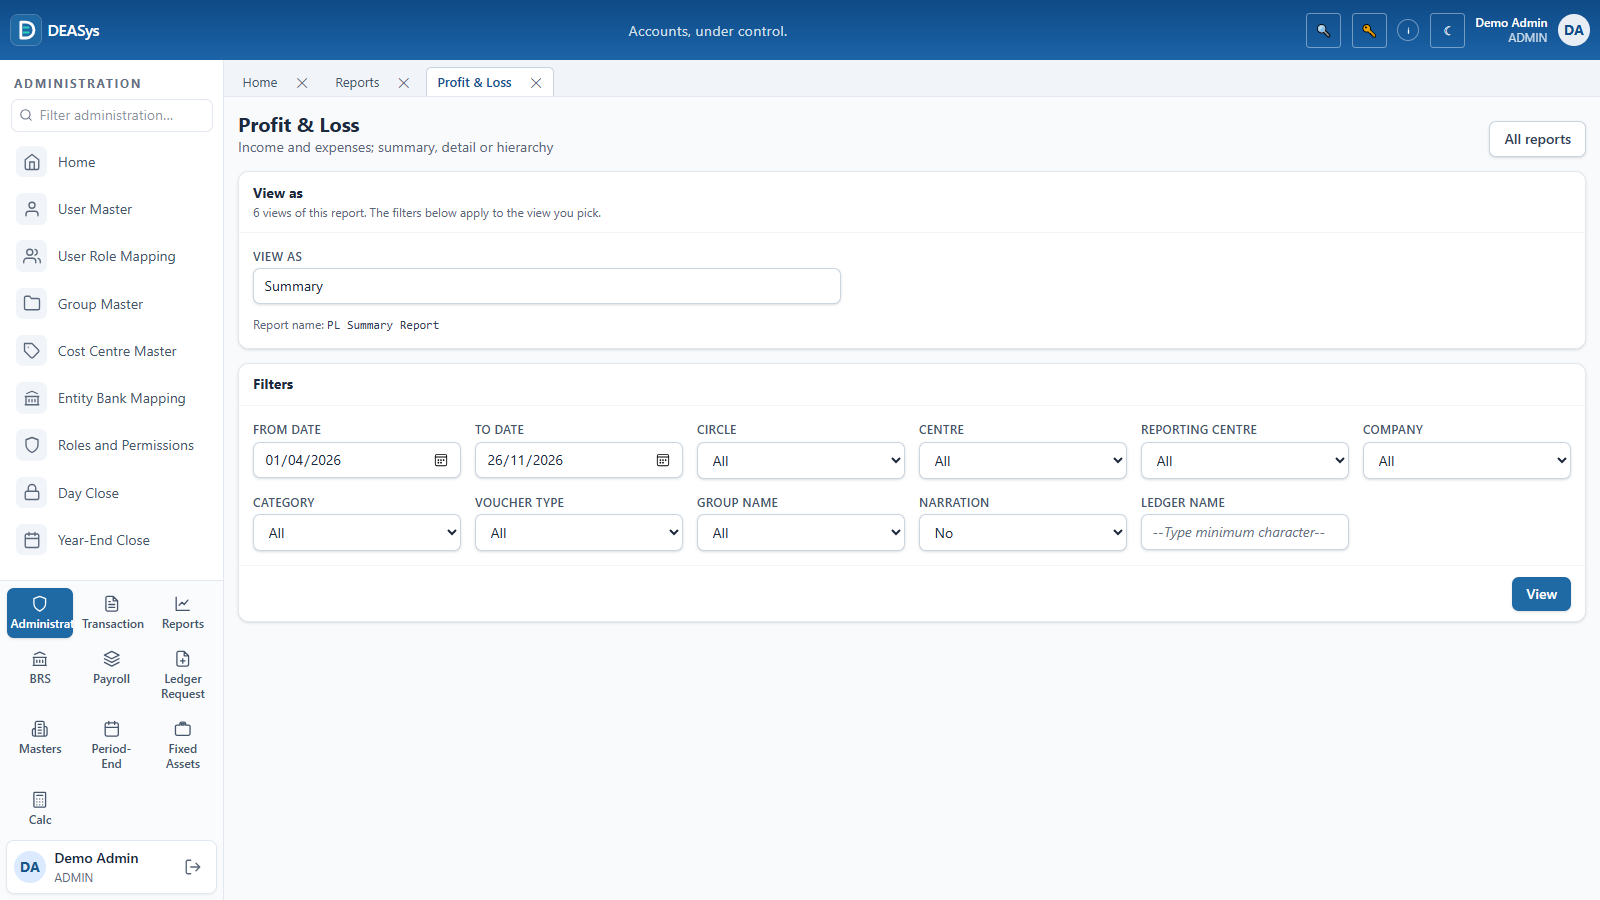 DEASys
Accounts, under control.
Demo Admin
ADMIN
DA
ADMINISTRATION
Filter administration...
Home
User Master
User Role Mapping
Group Master
Cost Centre Master
Entity Bank Mapping
Roles and Permissions
Day Close
Year-End Close
Administrat
Transaction
Reports
BRS
Payroll
Ledger
Request
Masters
Period-
End
Fixed
Assets
Calc
DA
Demo Admin
ADMIN
Home
Reports
Profit & Loss
Profit & Loss
Income and expenses; summary, detail or hierarchy
All reports
View as
6 views of this report. The filters below apply to the view you pick.
VIEW AS
Summary
Report name: PL Summary Report
Filters
FROM DATE
TO DATE
CIRCLE
CENTRE
REPORTING CENTRE
COMPANY
01/04/2026
26/11/2026
All
All
All
All
CATEGORY
VOUCHER TYPE
GROUP NAME
NARRATION
LEDGER NAME
All
All
All
No
--Type minimum character--
View